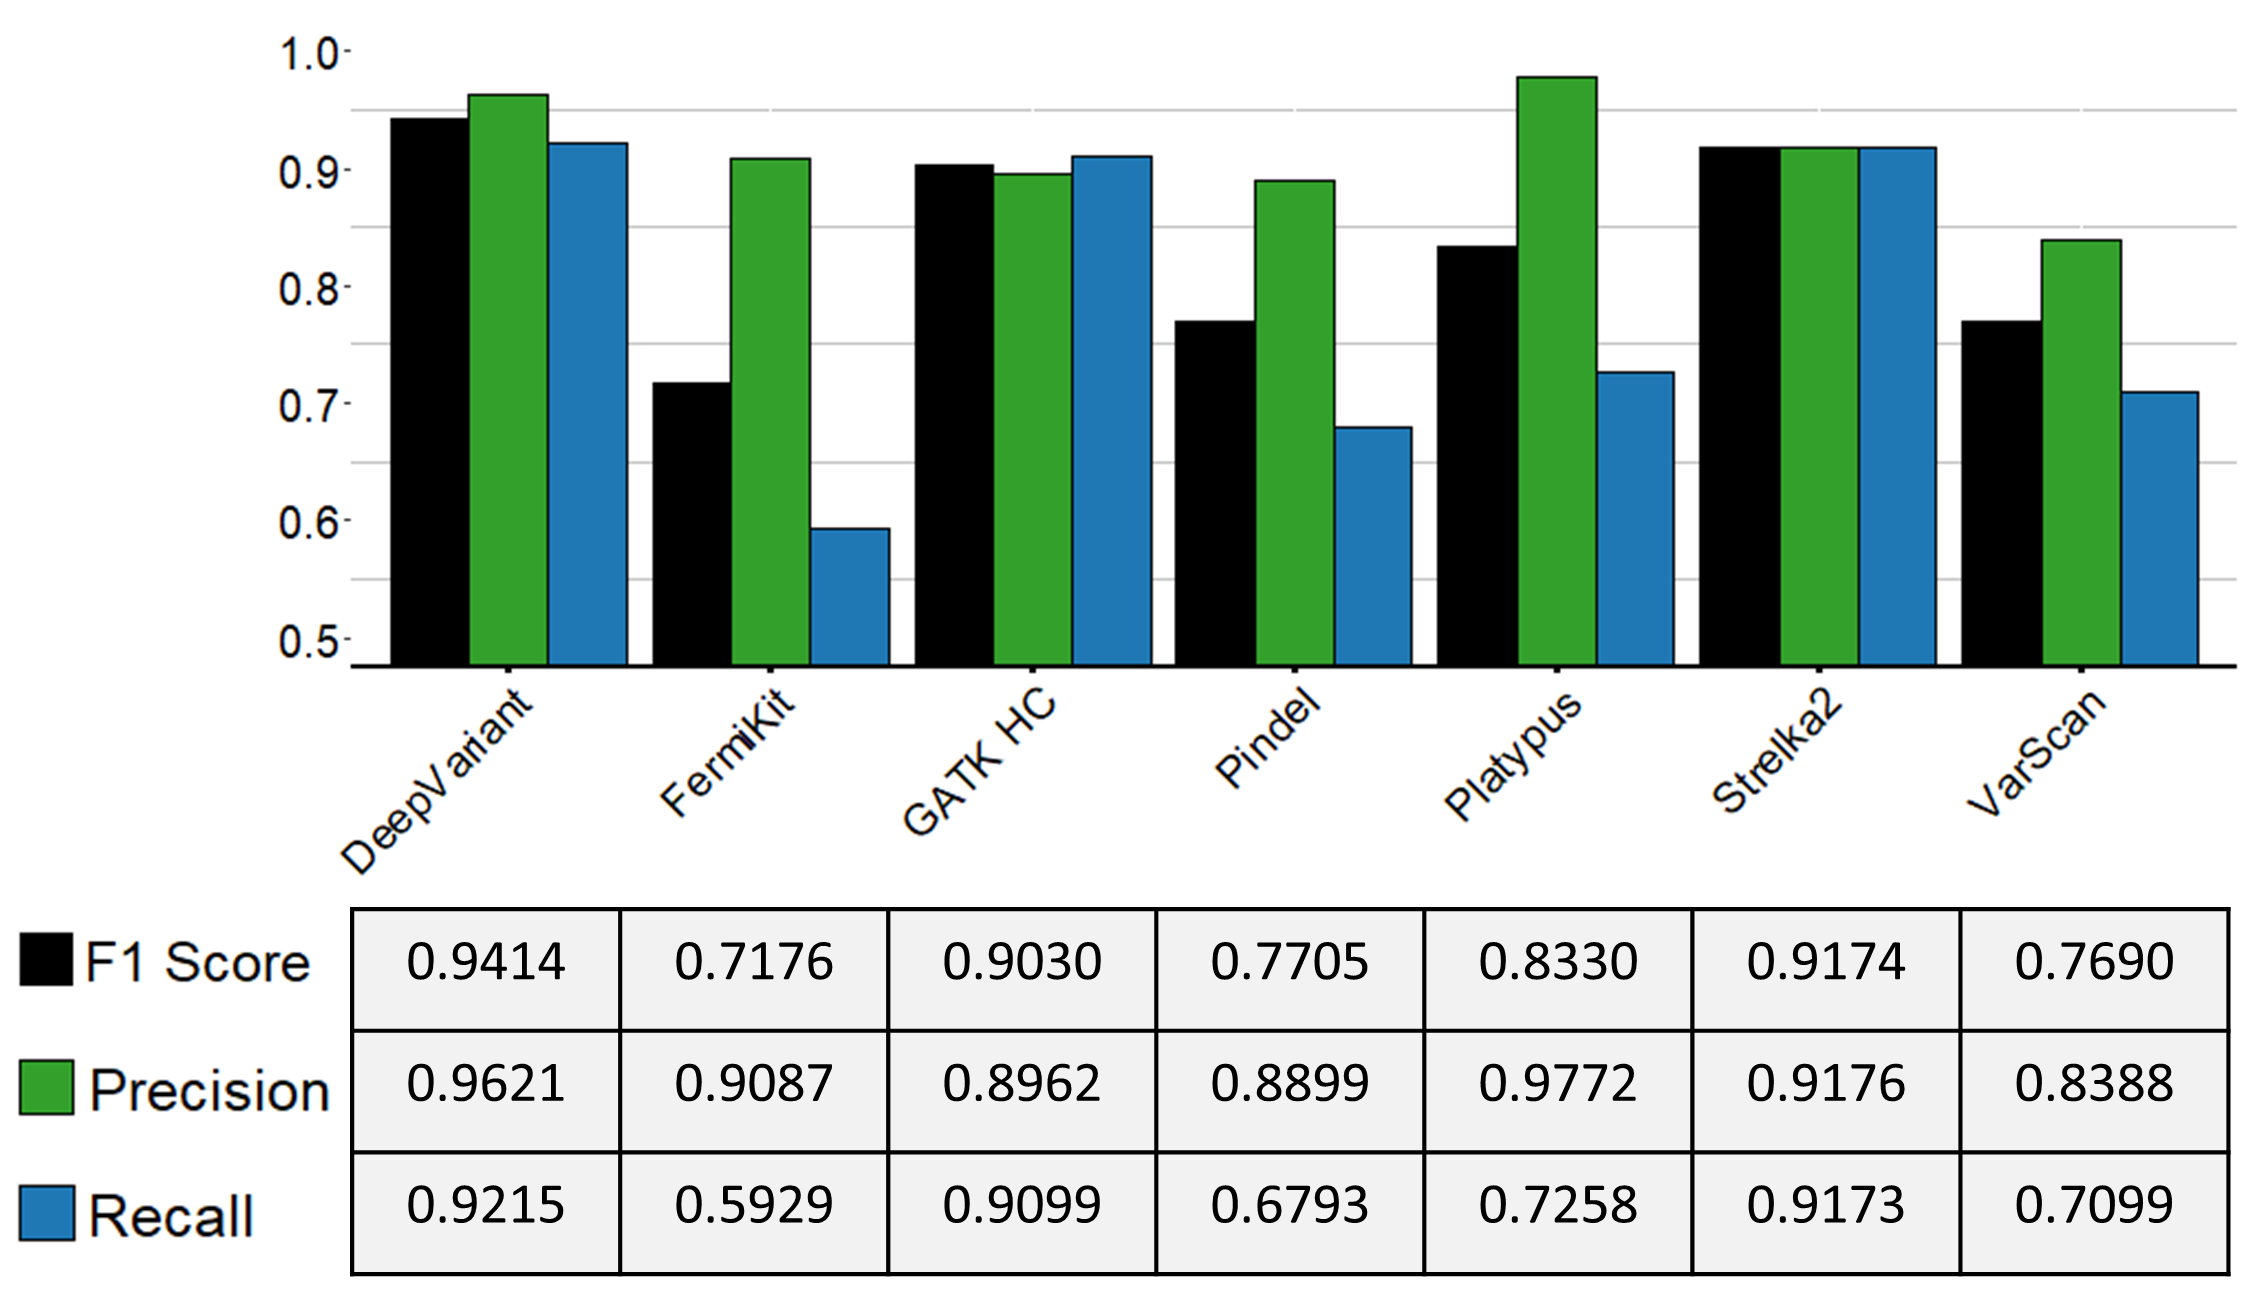 1.0
0.9
0.8
0.7
0.6
0.5
DeepVariant
FermiKit
GATK HC
Pindel
Platypus
Strelka2
VarScan
F1 Score 0.9414 0.7176 0.9030 0.7705 0.8330 0.9174 0.7690
Precision 0.9621 0.9087 0.8962 0.8899 0.9772 0.9176 0.8388
Recall 0.9215 0.5929 0.9099 0.6793 0.7258 0.9173 0.7099